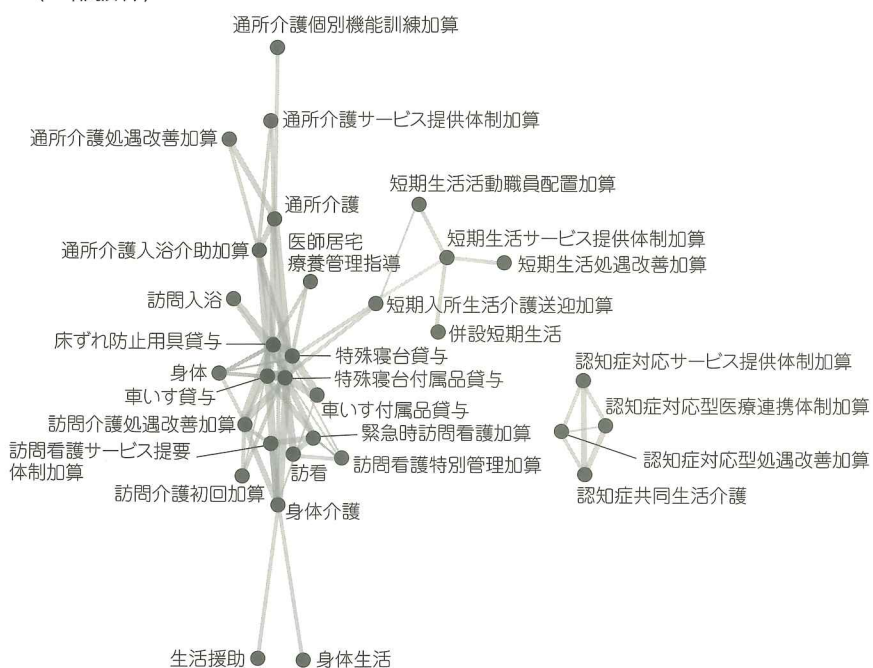 通所介護個別機能訓練加算
通所介護サービス提供体制加算
通所介護処遇改善加算
短期生活活動職員配置加算
通所介護
医師居宅
療養管理指導
通所介護入浴介助加算
短期生活サービス提供体制加算
短期生活処遇改善加算
訪問入浴
短期入所生活介護送迎加算
床ずれ防止用具貸与
併設短期生活
特殊寝台貸与
認知症対応サービス提供体制加算
身体
特殊寝台付属品貸与
車いす貸与
車いす付属品貸与
認知症対応型医療連携体制加算
訪問介護処遇改善加算
緊急時訪問看護加算
訪問看護サービス提要
体制加算
訪看
訪問看護特別管理加算
認知症対応型処遇改善加算
訪問介護初回加算
認知症共同生活介護
身体介護
生活援助
身体生活